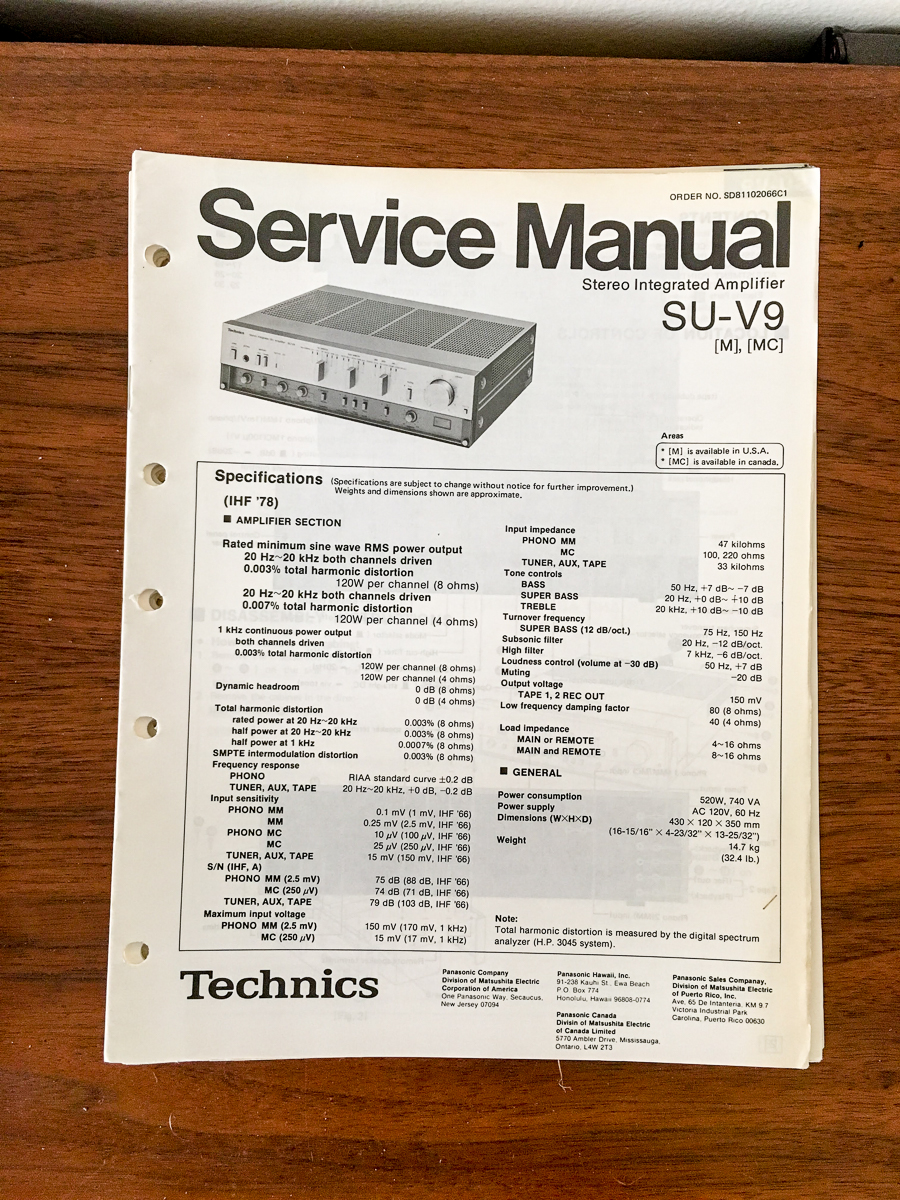 ORDER NO. SD81102066C1
Service Manual
Stereo Integrated Amplifier
SU-V9
[M], [MC]
Technics
Areas
* [M] is available in U.S.A.
* [MC] is available in canada.
Specifications (Specifications are subject to change without notice for further improvement.)
Weights and dimensions shown are approximate.
(IHF '78)
■ AMPLIFIER SECTION
Rated minimum sine wave RMS power output
20 Hz~20 kHz both channels driven
0.003% total harmonic distortion
120W per channel (8 ohms)
20 Hz~20 kHz both channels driven
0.007% total harmonic distortion
120W per channel (4 ohms)
1 kHz continuous power output
both channels driven
0.003% total harmonic distortion
120W per channel (8 ohms)
120W per channel (4 ohms)
Dynamic headroom 0 dB (8 ohms)
0 dB (4 ohms)
Total harmonic distortion
rated power at 20 Hz~20 kHz 0.003% (8 ohms)
half power at 20 Hz~20 kHz 0.003% (8 ohms)
half power at 1 kHz 0.0007% (8 ohms)
SMPTE intermodulation distortion 0.003% (8 ohms)
Frequency response
PHONO RIAA standard curve ±0.2 dB
TUNER, AUX, TAPE 20 Hz~20 kHz, +0 dB, -0.2 dB
Input sensitivity
PHONO MM 0.1 mV (1 mV, IHF '66)
MM 0.25 mV (2.5 mV, IHF '66)
PHONO MC 10 μV (100 μV, IHF '66)
MC 25 μV (250 μV, IHF '66)
TUNER, AUX, TAPE 15 mV (150 mV, IHF '66)
S/N (IHF, A)
PHONO MM (2.5 mV) 75 dB (88 dB, IHF '66)
MC (250 μV) 74 dB (71 dB, IHF '66)
TUNER, AUX, TAPE 79 dB (103 dB, IHF '66)
Maximum input voltage
PHONO MM (2.5 mV) 150 mV (170 mV, 1 kHz)
MC (250 μV) 15 mV (17 mV, 1 kHz)
Input impedance
PHONO MM 47 kilohms
MC 100, 220 ohms
TUNER, AUX, TAPE 33 kilohms
Tone controls
BASS 50 Hz, +7 dB~ -7 dB
SUPER BASS 20 Hz, +0 dB~ +10 dB
TREBLE 20 kHz, +10 dB~ -10 dB
Turnover frequency
SUPER BASS (12 dB/oct.) 75 Hz, 150 Hz
Subsonic filter 20 Hz, -12 dB/oct.
High filter 7 kHz, -6 dB/oct.
Loudness control (volume at -30 dB) 50 Hz, +7 dB
Muting -20 dB
Output voltage
TAPE 1, 2 REC OUT 150 mV
Low frequency damping factor 80 (8 ohms)
40 (4 ohms)
Load impedance
MAIN or REMOTE 4~16 ohms
MAIN and REMOTE 8~16 ohms
■ GENERAL
Power consumption 520W, 740 VA
Power supply AC 120V, 60 Hz
Dimensions (W×H×D) 430 × 120 × 350 mm
(16-15/16" × 4-23/32" × 13-25/32")
Weight 14.7 kg
(32.4 lb.)
Note:
Total harmonic distortion is measured by the digital spectrum
analyzer (H.P. 3045 system).
Technics
Panasonic Company
Division of Matsushita Electric
Corporation of America
One Panasonic Way, Secaucus,
New Jersey 07094
Panasonic Hawaii, Inc.
91-238 Kauhi St. Ewa Beach
P.O. Box 774
Honolulu, Hawaii 96808-0774
Panasonic Canada
Divisin of Matsushita Electric
of Canada Limited
5770 Ambler Drive, Mississauga,
Ontario, L4W 2T3
Panasonic Sales Companay,
Division of Matsushita Electric
of Puerto Rico, Inc.
Ave. 65 De Intanteria, KM 9.7
Victoria Industrial Park
Carolina, Puerto Rico 00630